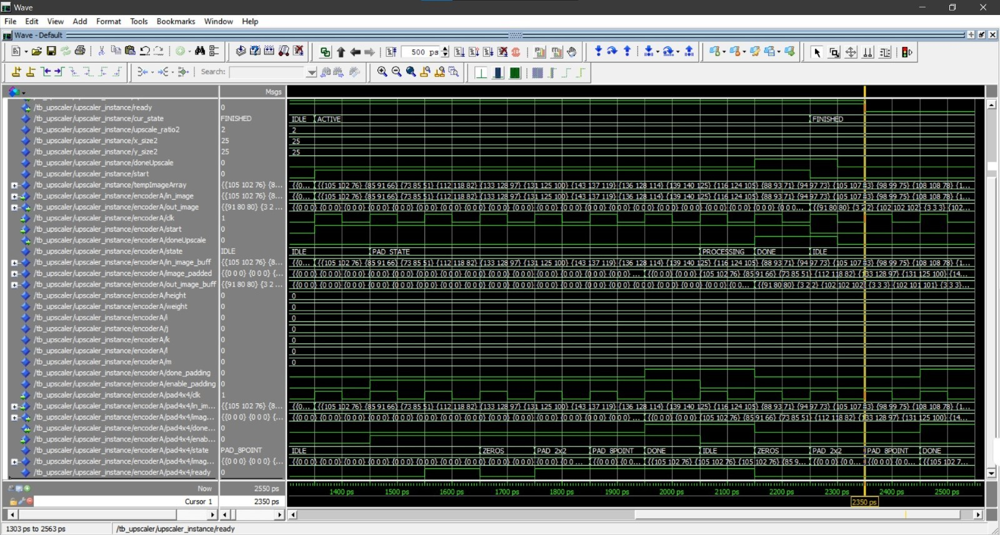 Wave
File Edit View Add Format Tools Bookmarks Window Help
Wave - Default
500 ps
Search:
Msgs
/tb_upscaler/upscaler_instance/ready 0
/tb_upscaler/upscaler_instance/cur_state FINISHED IDLE ACTIVE FINISHED
/tb_upscaler/upscaler_instance/upscale_ratio2 2 2
/tb_upscaler/upscaler_instance/x_size2 25 25
/tb_upscaler/upscaler_instance/y_size2 25 25
/tb_upscaler/upscaler_instance/doneUpscale 0
/tb_upscaler/upscaler_instance/start 0
/tb_upscaler/upscaler_instance/tempImageArray {{105 102 76} {8... {{0... {{105 102 76} {85 91 66} {73 85 51} {112 118 82} {133 128 97} {131 125 100} {143 137 119} {136 128 114} {139 140 125} {116 124 105} {88 93 71} {94 97 73} {105 107 83} {98 99 75} {108 108 78} {1...
/tb_upscaler/upscaler_instance/encoderA/in_image {{105 102 76} {8... {{0... {{105 102 76} {85 91 66} {73 85 51} {112 118 82} {133 128 97} {131 125 100} {143 137 119} {136 128 114} {139 140 125} {116 124 105} {88 93 71} {94 97 73} {105 107 83} {98 99 75} {108 108 78} {1...
/tb_upscaler/upscaler_instance/encoderA/out_image {{91 80 80} {3 2 ... {{0 0 0} {0 0 0} {0 0 0} {0 0 0} {0 0 0} {0 0 0} {0 0 0} {0 0 0} {0 0 0} {0 0 0} {0 0 0} {0 0 0} {0 0 0} {0 0 0} {0 0 0} {0 0 0} {0 0 0} {0 0 0} {0 0 0... {{91 80 80} {3 2 2} {102 102 102} {3 3 3} {102...
/tb_upscaler/upscaler_instance/encoderA/clk 1
/tb_upscaler/upscaler_instance/encoderA/start 0
/tb_upscaler/upscaler_instance/encoderA/doneUpscale 0
/tb_upscaler/upscaler_instance/encoderA/state IDLE IDLE PAD_STATE PROCESSING DONE IDLE
/tb_upscaler/upscaler_instance/encoderA/in_image_buff {{105 102 76} {8... {{0... {{105 102 76} {85 91 66} {73 85 51} {112 118 82} {133 128 97} {131 125 100} {143 137 119} {136 128 114} {139 140 125} {116 124 105} {88 93 71} {94 97 73} {105 107 83} {98 99 75} {108 108 78} {1...
/tb_upscaler/upscaler_instance/encoderA/image_padded {{0 0 0} {0 0 0} {... {{0 0 0} {0 0 0} {0 0 0} {0 0 0} {0 0 0} {0 0 0} {0 0 0} {0 0 0} {0 0 0} {0 0 0} {0 0 0} {0 0 0} {0 0 0} ... {{0 0 0} {0 0 0} {105 102 76} {85 91 66} {73 85 51} {112 118 82} {133 128 97} {131 125 100} {14...
/tb_upscaler/upscaler_instance/encoderA/out_image_buff {{91 80 80} {3 2 ... {{0 0 0} {0 0 0} {0 0 0} {0 0 0} {0 0 0} {0 0 0} {0 0 0} {0 0 0} {0 0 0} {0 0 0} {0 0 0} {0 0 0} {0 0 0} {0 0 0} {0 0 0} {0 0 0} {0 0... {{91 80 80} {3 2 2} {102 102 102} {3 3 3} {102 101 101} {3 3 3}...
/tb_upscaler/upscaler_instance/encoderA/height 0 0
/tb_upscaler/upscaler_instance/encoderA/weight 0 0
/tb_upscaler/upscaler_instance/encoderA/i 0 0
/tb_upscaler/upscaler_instance/encoderA/j 0 0
/tb_upscaler/upscaler_instance/encoderA/k 0 0
/tb_upscaler/upscaler_instance/encoderA/l 0 0
/tb_upscaler/upscaler_instance/encoderA/m 0 0
/tb_upscaler/upscaler_instance/encoderA/done_padding 0
/tb_upscaler/upscaler_instance/encoderA/enable_padding 0
/tb_upscaler/upscaler_instance/encoderA/pad4x4/clk 1
/tb_upscaler/upscaler_instance/encoderA/pad4x4/in_im... {{105 102 76} {8... {{0... {{105 102 76} {85 91 66} {73 85 51} {112 118 82} {133 128 97} {131 125 100} {143 137 119} {136 128 114} {139 140 125} {116 124 105} {88 93 71} {94 97 73} {105 107 83} {98 99 75} {108 108 78} {1...
/tb_upscaler/upscaler_instance/encoderA/pad4x4/imag... {{0 0 0} {0 0 0} {... {{0 0 0} {0 0 0} {0 0 0} {0 0 0} {0 0 0} {0 0 0} {0 0 0} {0 0 0} {0 0 0} {0 0 0} {0 0 0} {0 0 0} {0 0 0} ... {{0 0 0} {0 0 0} {105 102 76} {85 91 66} {73 85 51} {112 118 82} {133 128 97} {131 125 100} {14...
/tb_upscaler/upscaler_instance/encoderA/pad4x4/done... 0
/tb_upscaler/upscaler_instance/encoderA/pad4x4/enab... 0
/tb_upscaler/upscaler_instance/encoderA/pad4x4/state PAD_8POINT IDLE ZEROS PAD_2x2 PAD_8POINT DONE IDLE ZEROS PAD_2x2 PAD_8POINT DONE
/tb_upscaler/upscaler_instance/encoderA/pad4x4/imag... {{0 0 0} {0 0 0} {... {{0 0 0} {0 0 0} {0 0 0} {0 0 0} {0 0 0} {0 0 0} {0 0 0} {0 0 0} {0 0 0} {0 0 0} {0 0 ... {{0 0 0} {0 0... {{105 102 76} {105 102 76} {105 102 76} {85 9... {{0 0 0} {0 0... {{0 0 0} {0 0... {{105 102 7...
/tb_upscaler/upscaler_instance/encoderA/pad4x4/ready 0
Now 2550 ps 1400 ps 1500 ps 1600 ps 1700 ps 1800 ps 1900 ps 2000 ps 2100 ps 2200 ps 2300 ps 2400 ps 2500 ps
Cursor 1 2350 ps 2350 ps
1303 ps to 2563 ps /tb_upscaler/upscaler_instance/ready